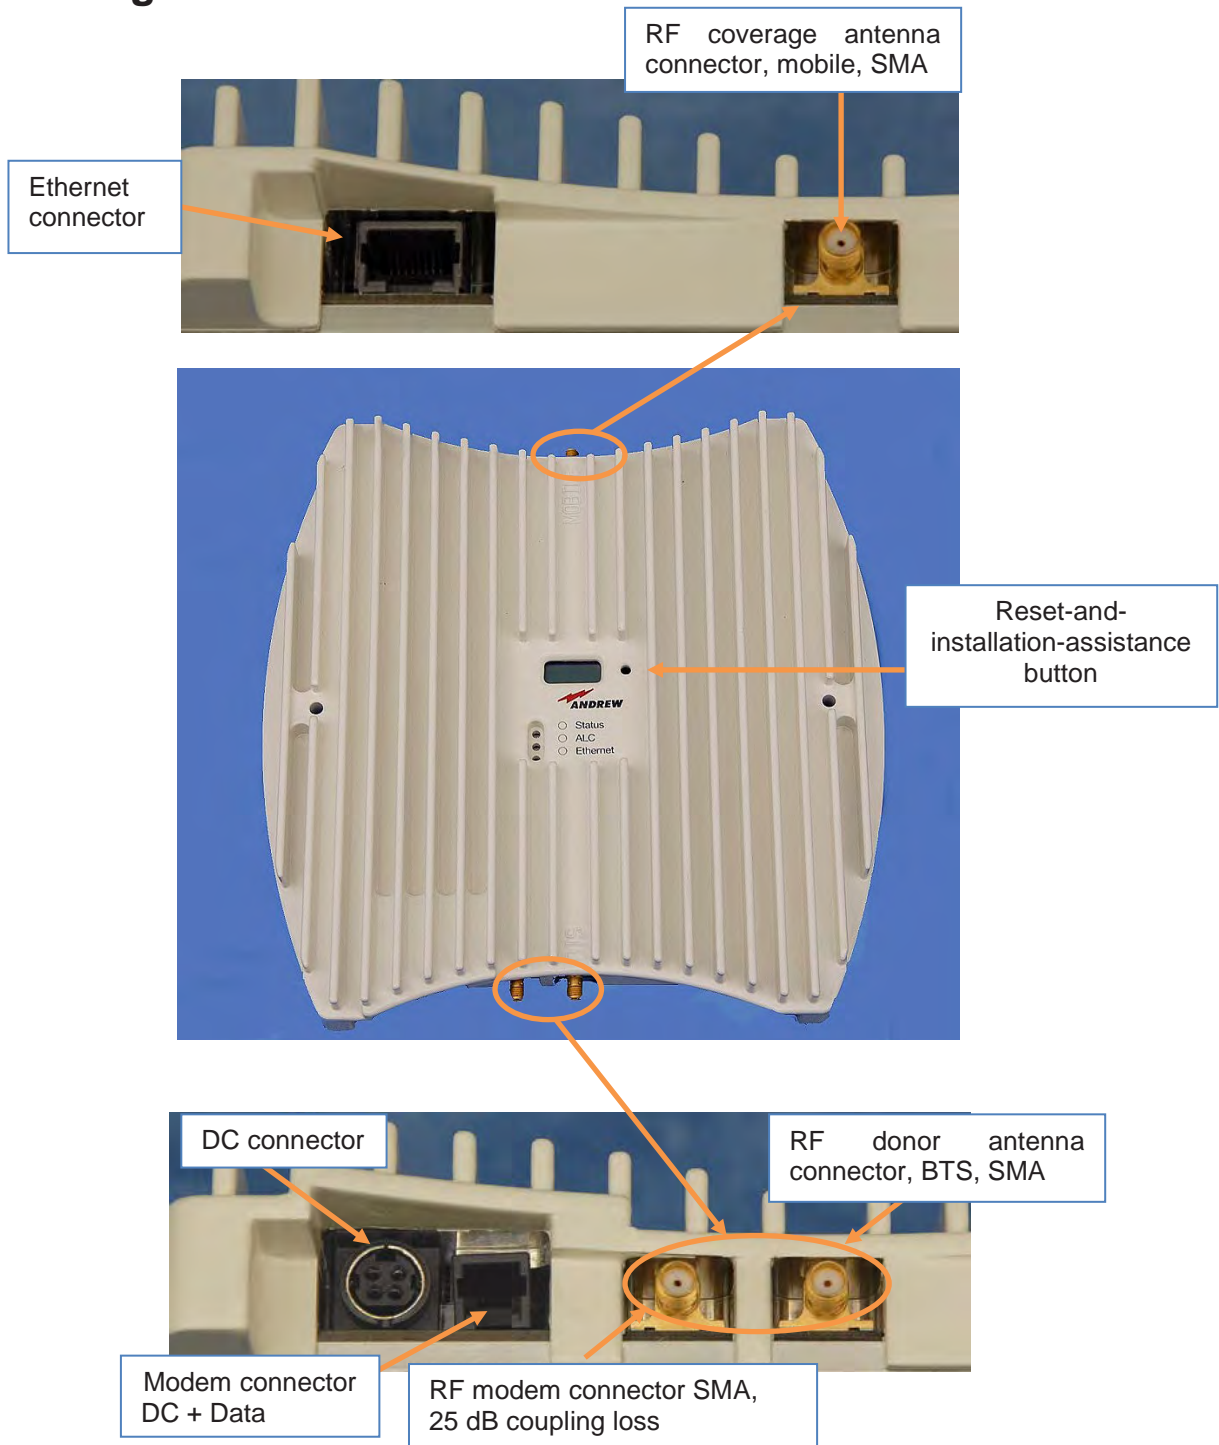 RF coverage antenna
connector, mobile, SMA
Ethernet
connector
Reset-and-
installation-assistance
button
ANDREW
Status
ALC
Ethernet
DC connector
RF donor antenna
connector, BTS, SMA
Modem connector
DC + Data
RF modem connector SMA,
25 dB coupling loss